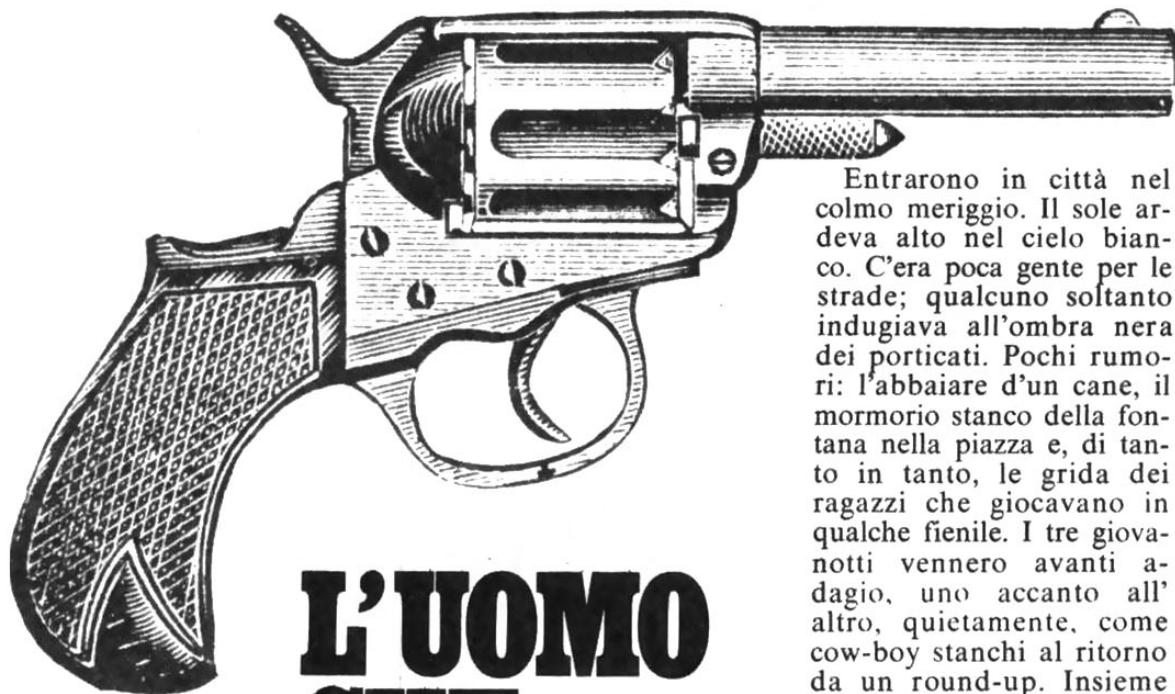 Entrarono in città nel
colmo meriggio. Il sole ar-
deva alto nel cielo bian-
co. C'era poca gente per le
strade; qualcuno soltanto
indugiava all'ombra nera
dei porticati. Pochi rumo-
ri: l'abbaiare d'un cane, il
mormorio stanco della fon-
tana nella piazza e, di tan-
to in tanto, le grida dei
ragazzi che giocavano in
qualche fienile. I tre giova-
notti vennero avanti a-
dagio, uno accanto all'
altro, quietamente, come
cow-boy stanchi al ritorno
da un round-up. Insieme
L'UOMO